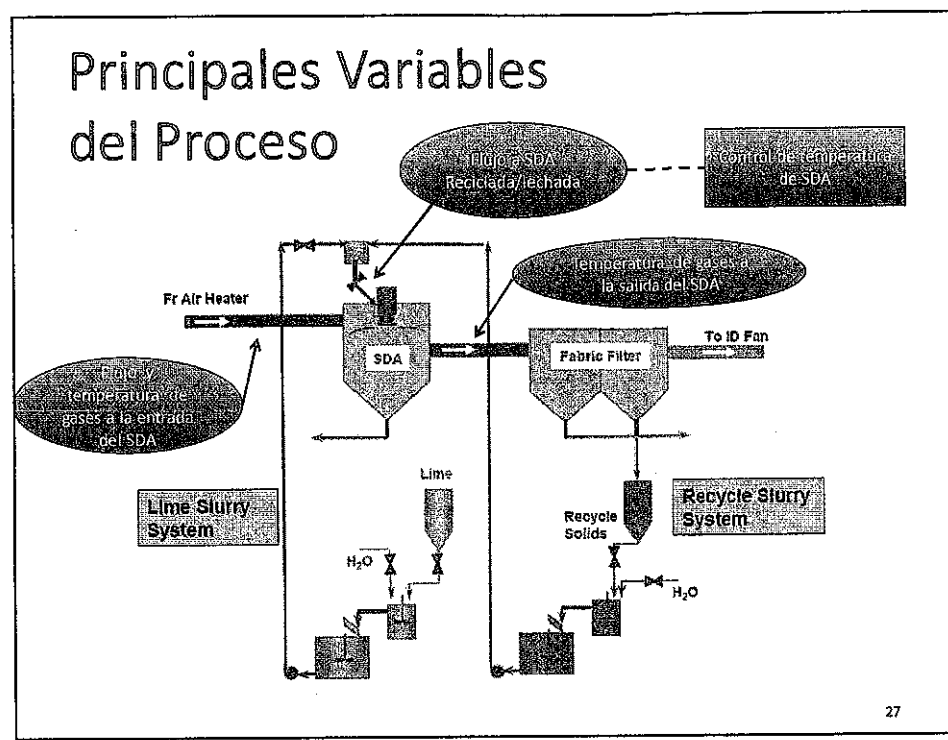 Principales Variables
del Proceso
Flujo a SDA
Reciclada/lechada
Control de temperatura
de SDA
Temperatura de gases a
la salida del SDA
Fr Air Heater
To ID Fan
SDA
Fabric Filter
Flujo y
temperatura de
gases a la entrada
del SDA
Lime
Lime Slurry
System
Recycle
Solids
Recycle Slurry
System
H₂O
H₂O
27